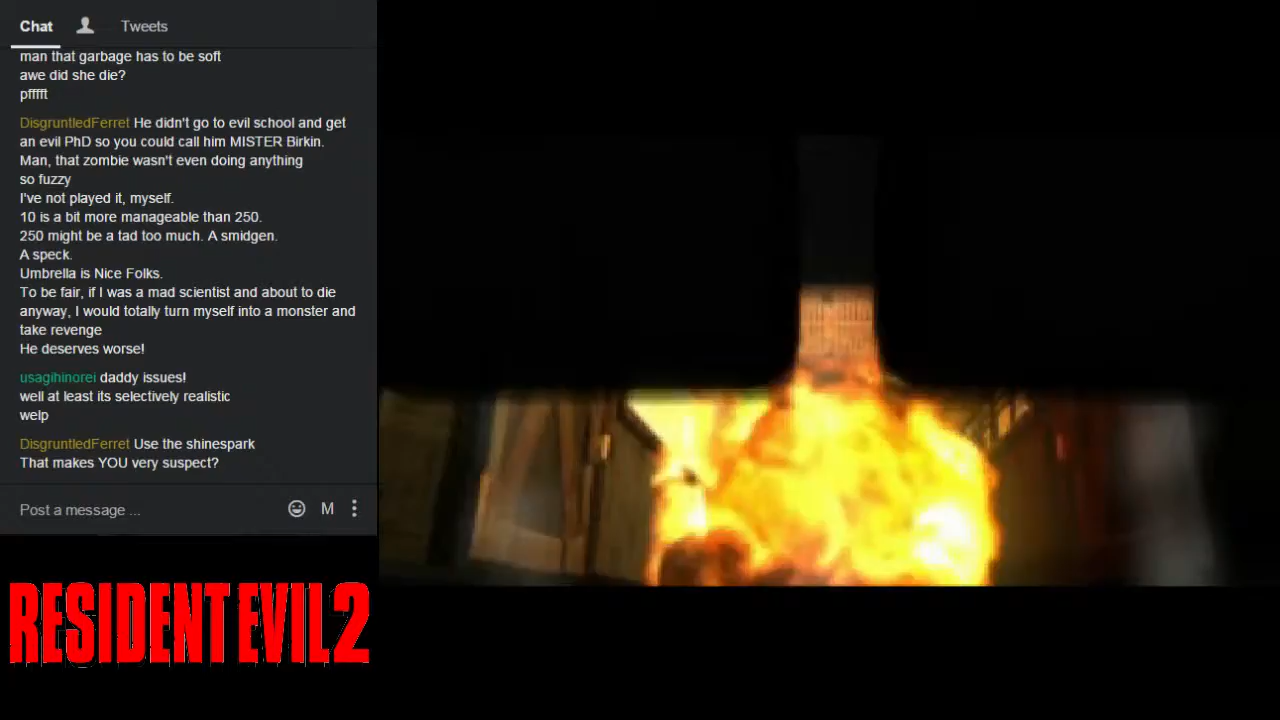 Chat Tweets
man that garbage has to be soft
awe did she die?
pfffft
DisgruntledFerret He didn't go to evil school and get
an evil PhD so you could call him MISTER Birkin.
Man, that zombie wasn't even doing anything
so fuzzy
I've not played it, myself.
10 is a bit more manageable than 250.
250 might be a tad too much. A smidgen.
A speck.
Umbrella is Nice Folks.
To be fair, if I was a mad scientist and about to die
anyway, I would totally turn myself into a monster and
take revenge
He deserves worse!
usagihinorei daddy issues!
well at least its selectively realistic
welp
DisgruntledFerret Use the shinespark
That makes YOU very suspect?
Post a message ... M
RESIDENT EVIL 2